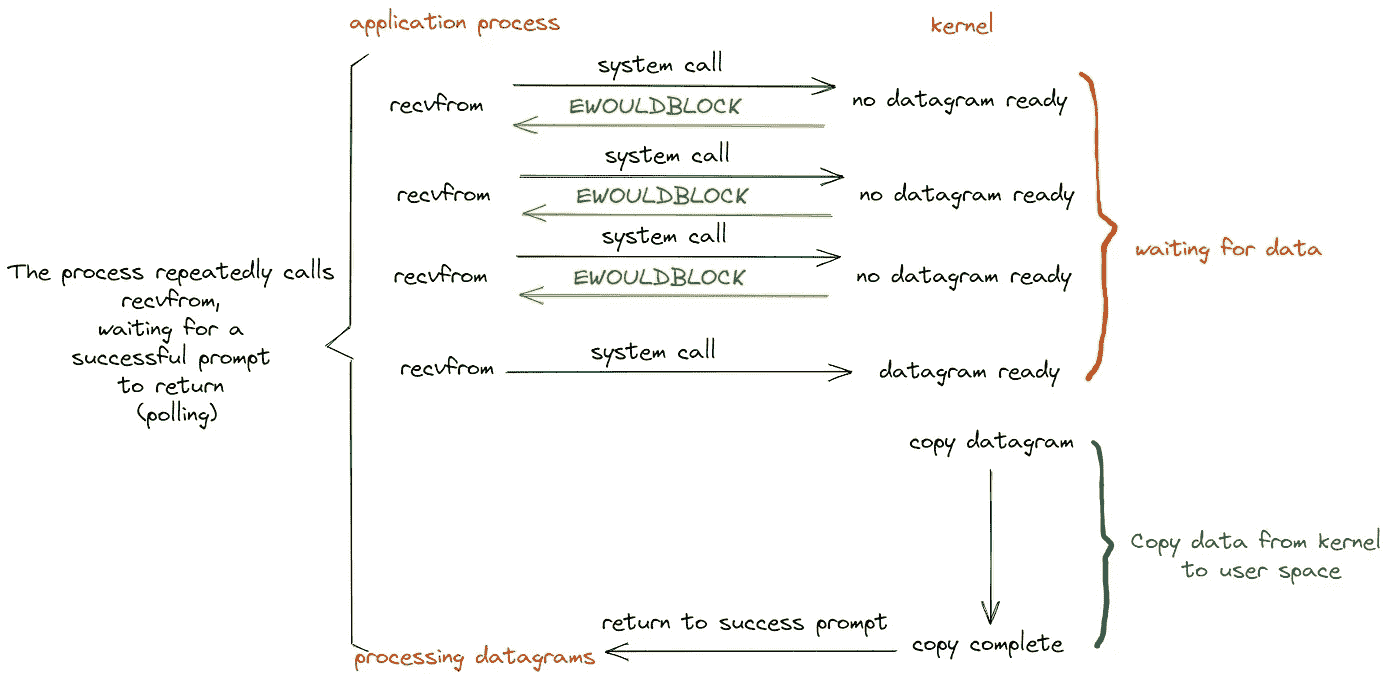 application process
kernel
system call
recvfrom
EWOULDBLOCK
no datagram ready
system call
recvfrom
EWOULDBLOCK
no datagram ready
system call
recvfrom
EWOULDBLOCK
no datagram ready
waiting for data
The process repeatedly calls
recvfrom,
waiting for a
successful prompt
to return
(polling)
system call
recvfrom
datagram ready
copy datagram
Copy data from kernel
to user space
return to success prompt
copy complete
processing datagrams